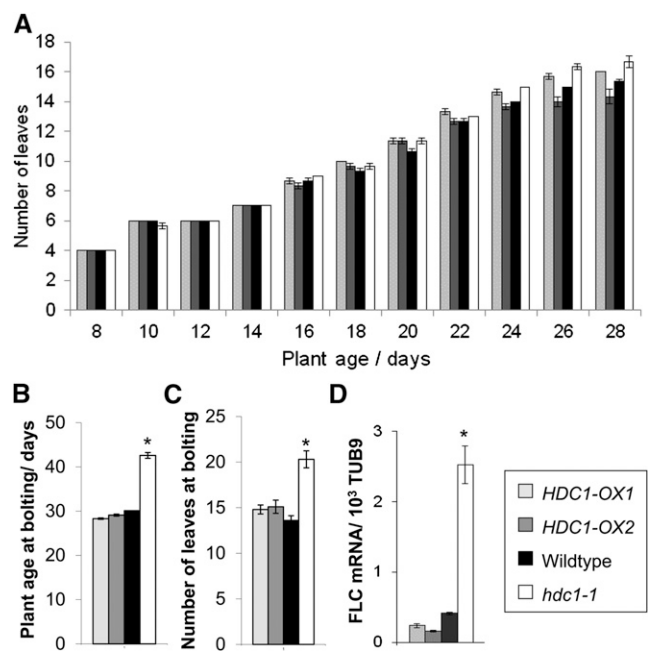 A
Number of leaves
18
16
14
12
10
8
6
4
2
0
8 10 12 14 16 18 20 22 24 26 28
Plant age / days
B
Plant age at bolting/ days
50
40
30
20
10
0
*
C
Number of leaves at bolting
25
20
15
10
5
0
*
D
FLC mRNA/ 10³ TUB9
3
2
1
0
*
HDC1-OX1
HDC1-OX2
Wildtype
hdc1-1